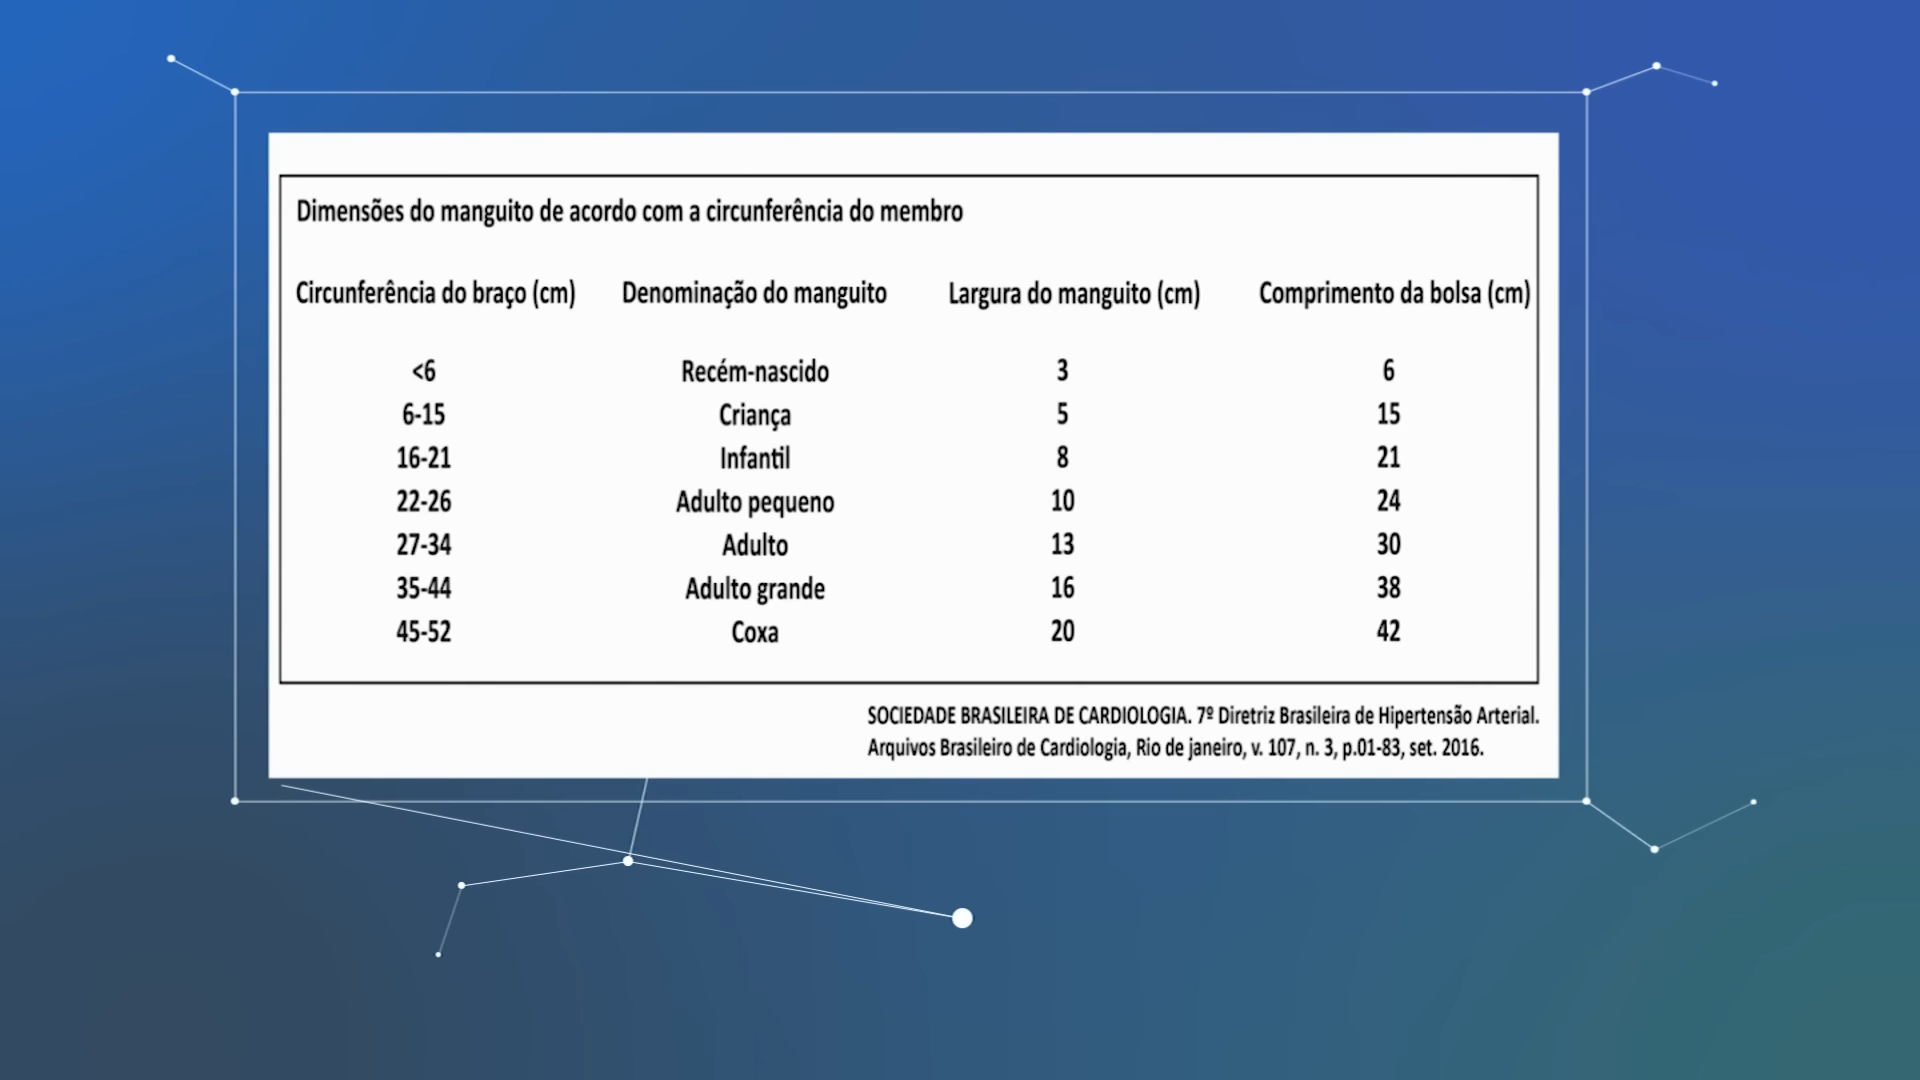 Dimensões do manguito de acordo com a circunferência do membro
Circunferência do braço (cm) Denominação do manguito Largura do manguito (cm) Comprimento da bolsa (cm)
<6 Recém-nascido 3 6
6-15 Criança 5 15
16-21 Infantil 8 21
22-26 Adulto pequeno 10 24
27-34 Adulto 13 30
35-44 Adulto grande 16 38
45-52 Coxa 20 42
SOCIEDADE BRASILEIRA DE CARDIOLOGIA. 7º Diretriz Brasileira de Hipertensão Arterial.
Arquivos Brasileiro de Cardiologia, Rio de janeiro, v. 107, n. 3, p.01-83, set. 2016.